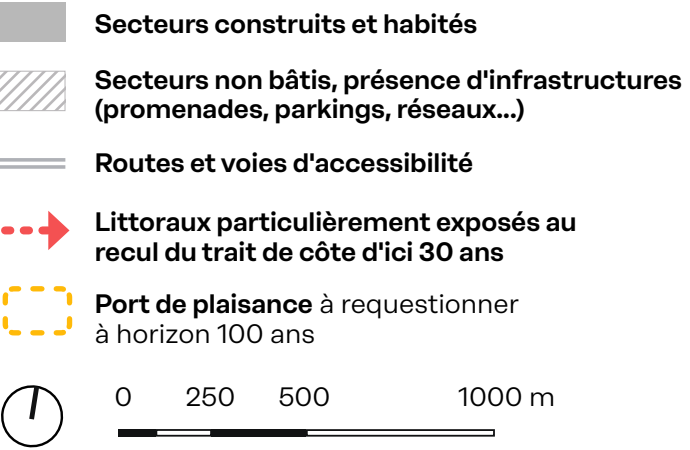 Secteurs construits et habités
Secteurs non bâtis, présence d'infrastructures
(promenades, parkings, réseaux...)
Routes et voies d'accessibilité
Littoraux particulièrement exposés au
recul du trait de côte d'ici 30 ans
Port de plaisance à requestionner
à horizon 100 ans
0 250 500 1000 m